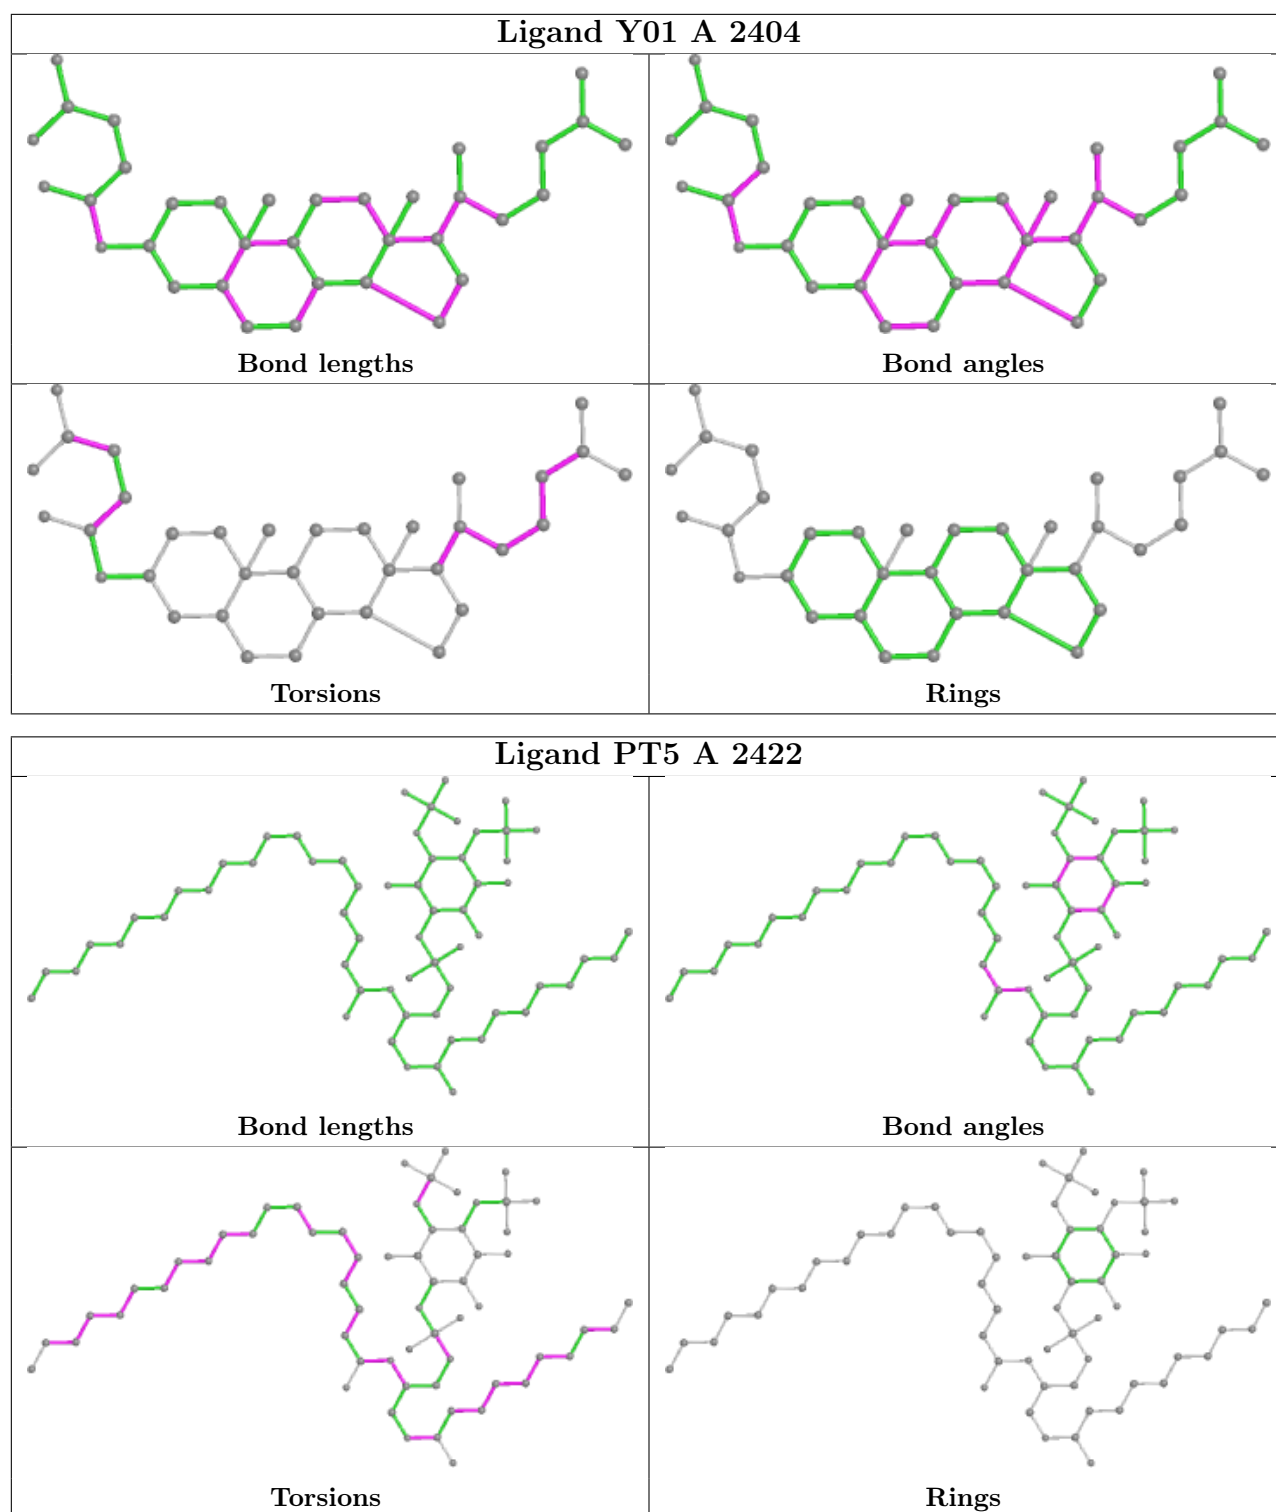 Ligand Y01 A 2404
Bond lengths
Bond angles
Torsions
Rings
Ligand PT5 A 2422
Bond lengths
Bond angles
Torsions
Rings